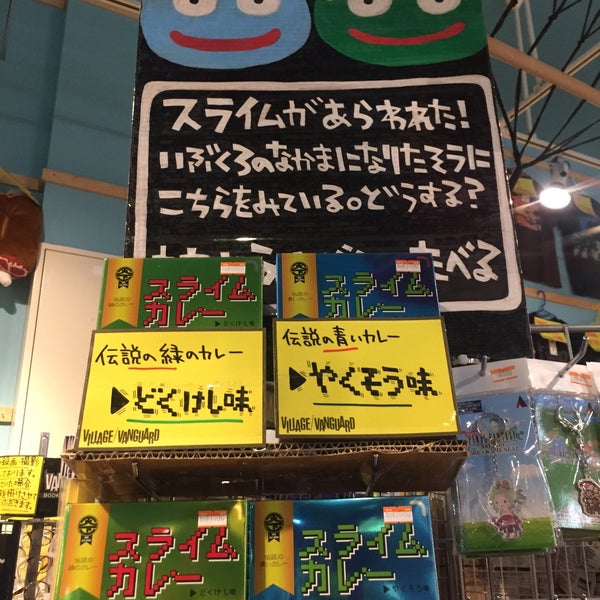 スライムがあらわれた!
いぶくろのなかまになりたそうに
こちらをみている。どうする?
たべる
スライム
カレー
▶どくけし味
スライム
カレー
伝説の緑のカレー
▶どくけし味
VILLAGE/VANGUARD
伝説の青いカレー
▶やくそう味
VILLAGE/VANGUARD
スライム
カレー
▶どくけし味
スライム
カレー
▶やくそう味